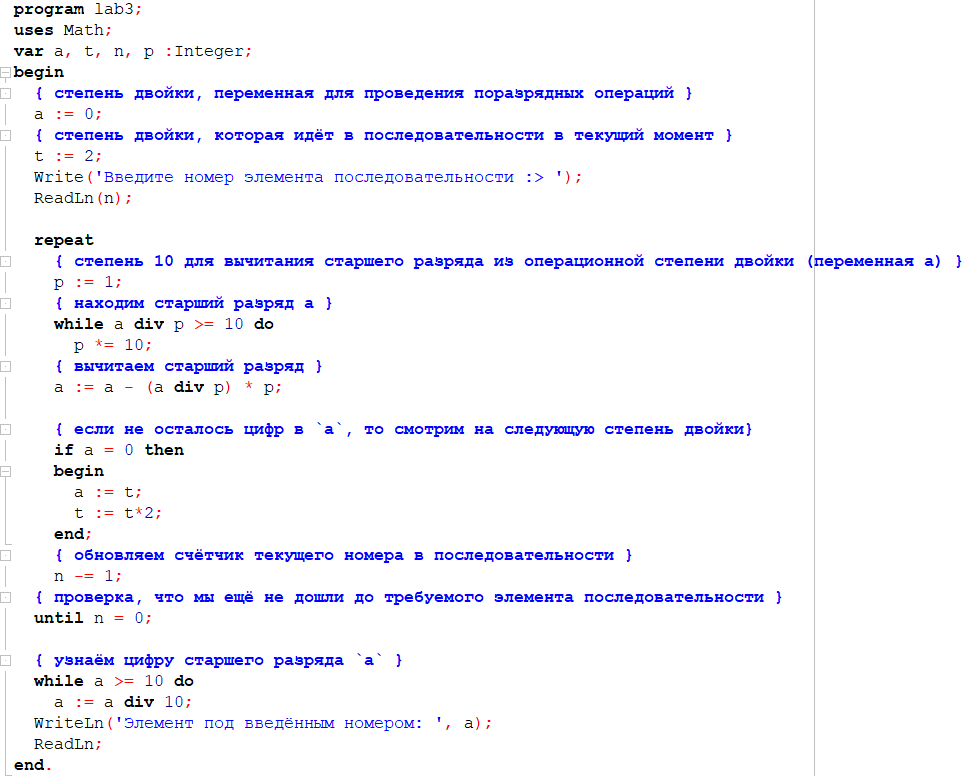 program lab3;
uses Math;
var a, t, n, p :Integer;
begin
{ степень двойки, переменная для проведения поразрядных операций }
a := 0;
{ степень двойки, которая идёт в последовательности в текущий момент }
t := 2;
Write('Введите номер элемента последовательности :> ');
ReadLn(n);
repeat
{ степень 10 для вычитания старшего разряда из операционной степени двойки (переменная a) }
p := 1;
{ находим старший разряд a }
while a div p >= 10 do
p *= 10;
{ вычитаем старший разряд }
a := a - (a div p) * p;
{ если не осталось цифр в `a`, то смотрим на следующую степень двойки}
if a = 0 then
begin
a := t;
t := t*2;
end;
{ обновляем счётчик текущего номера в последовательности }
n -= 1;
{ проверка, что мы ещё не дошли до требуемого элемента последовательности }
until n = 0;
{ узнаём цифру старшего разряда `a` }
while a >= 10 do
a := a div 10;
WriteLn('Элемент под введённым номером: ', a);
ReadLn;
end.